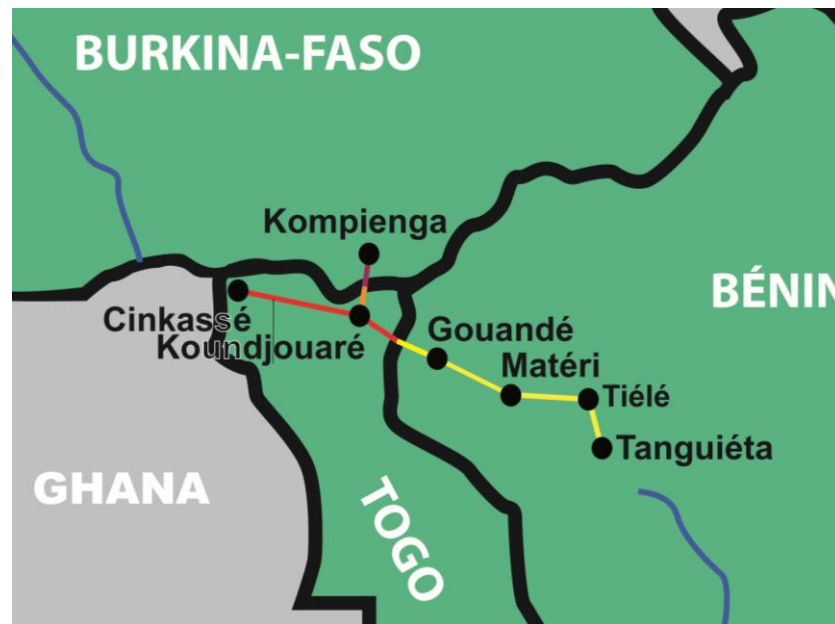 BURKINA-FASO
Kompienga
BÉNIN
Cinkassé
Koundjouaré
Gouandé
Matéri
Tiélé
Tanguiéta
GHANA
TOGO